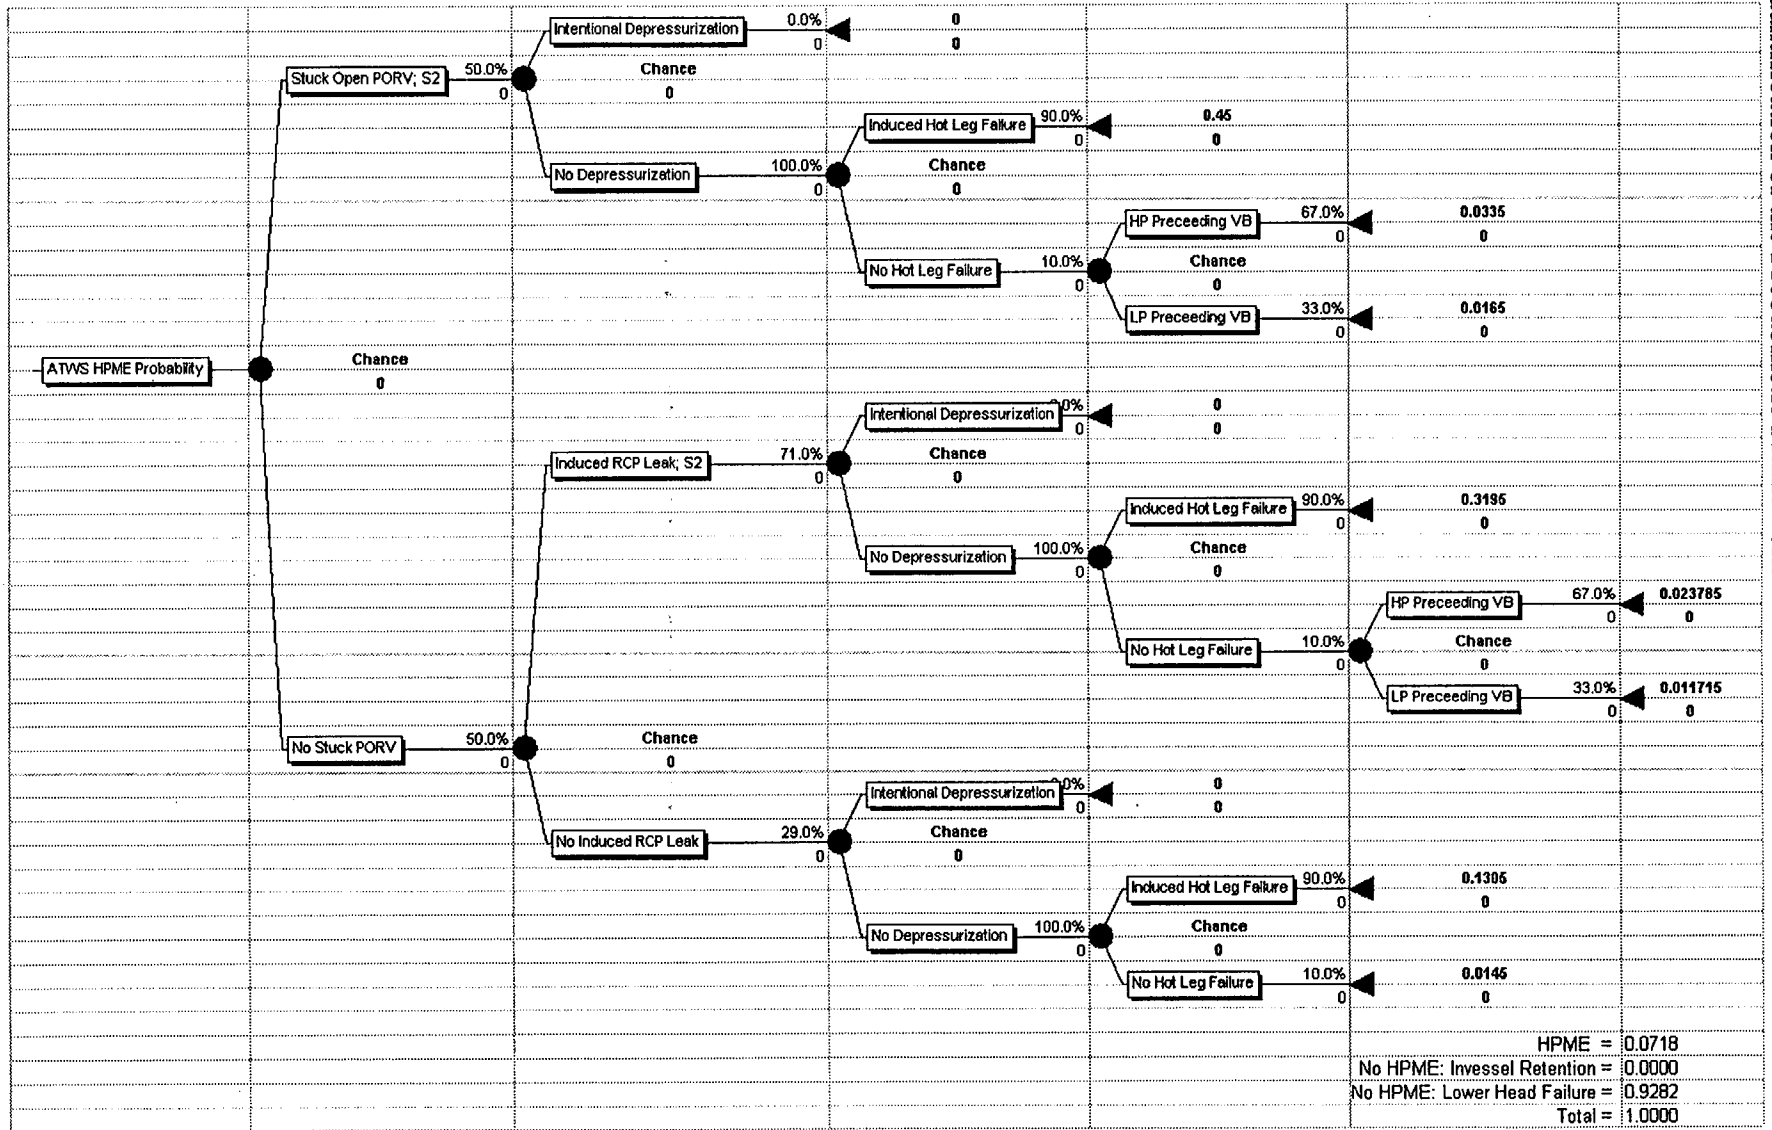 Intentional Depressurization 0.0% 0
0 0
Stuck Open PORV; S2 50.0% Chance
0 0
Induced Hot Leg Failure 90.0% 0.45
0 0
No Depressurization 100.0% Chance
0 0
HP Preceeding VB 67.0% 0.0335
0 0
No Hot Leg Failure 10.0% Chance
0 0
LP Preceeding VB 33.0% 0.0165
0 0
ATWS HPME Probability Chance
0
Intentional Depressurization 0% 0
0 0
Induced RCP Leak; S2 71.0% Chance
0 0
Induced Hot Leg Failure 90.0% 0.3195
0 0
No Depressurization 100.0% Chance
0 0
HP Preceeding VB 67.0% 0.023785
0 0
No Hot Leg Failure 10.0% Chance
0 0
LP Preceeding VB 33.0% 0.011715
0 0
No Stuck PORV 50.0% Chance
0 0
Intentional Depressurization 0% 0
0 0
No Induced RCP Leak 29.0% Chance
0 0
Induced Hot Leg Failure 90.0% 0.1305
0 0
No Depressurization 100.0% Chance
0 0
No Hot Leg Failure 10.0% 0.0145
0 0
HPME = 0.0718
No HPME: Invessel Retention = 0.0000
No HPME: Lower Head Failure = 0.9282
Total = 1.0000